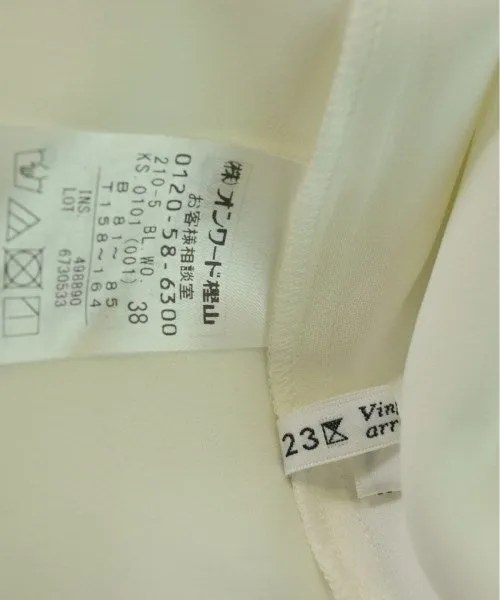 (株)オンワード樫山
お客様相談室
0120-58-6300
210-5 BL.WO.
KS.0101 (001) 38
B 81~ 85
T158~164
INS. 498890
LOT 6730533
23
Vin
arr